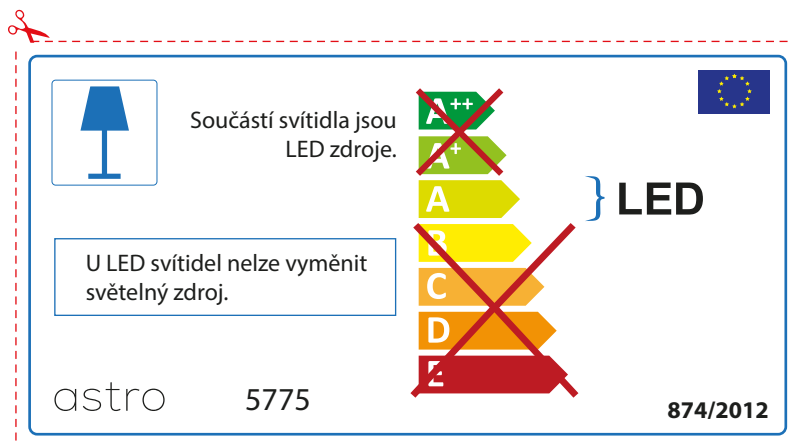 Součástí svítidla jsou
LED zdroje.
A++
A+
A
B
C
D
E
LED
U LED svítidel nelze vyměnit
světelný zdroj.
astro
5775
874/2012